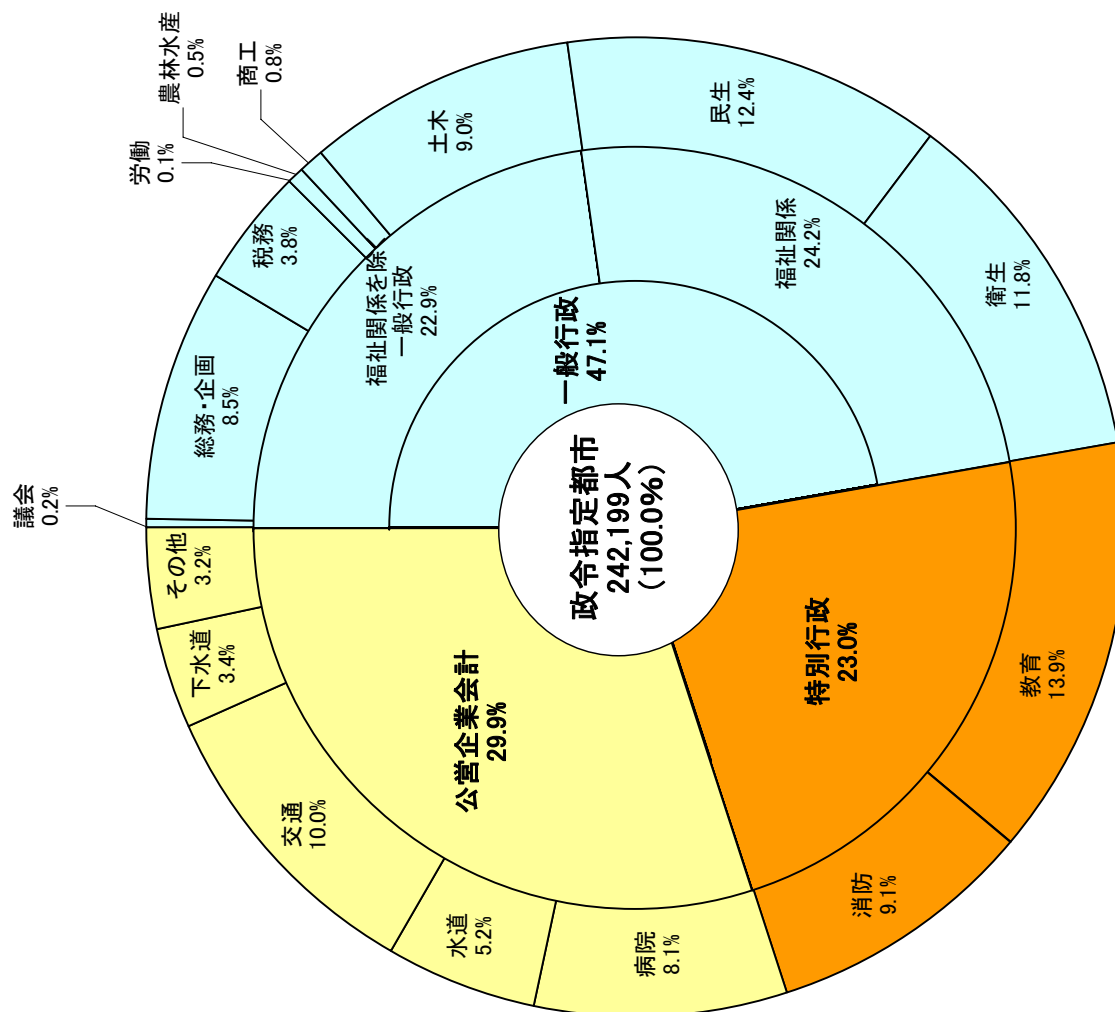 政令指定都市
242,199人
(100.0%)
一般行政
47.1%
福祉関係を除
一般行政
22.9%
福祉関係
24.2%
議会
0.2%
総務・企画
8.5%
税務
3.8%
労働
0.1%
農林水産
0.5%
商工
0.8%
土木
9.0%
民生
12.4%
衛生
11.8%
特別行政
23.0%
教育
13.9%
消防
9.1%
公営企業会計
29.9%
病院
8.1%
水道
5.2%
交通
10.0%
下水道
3.4%
その他
3.2%